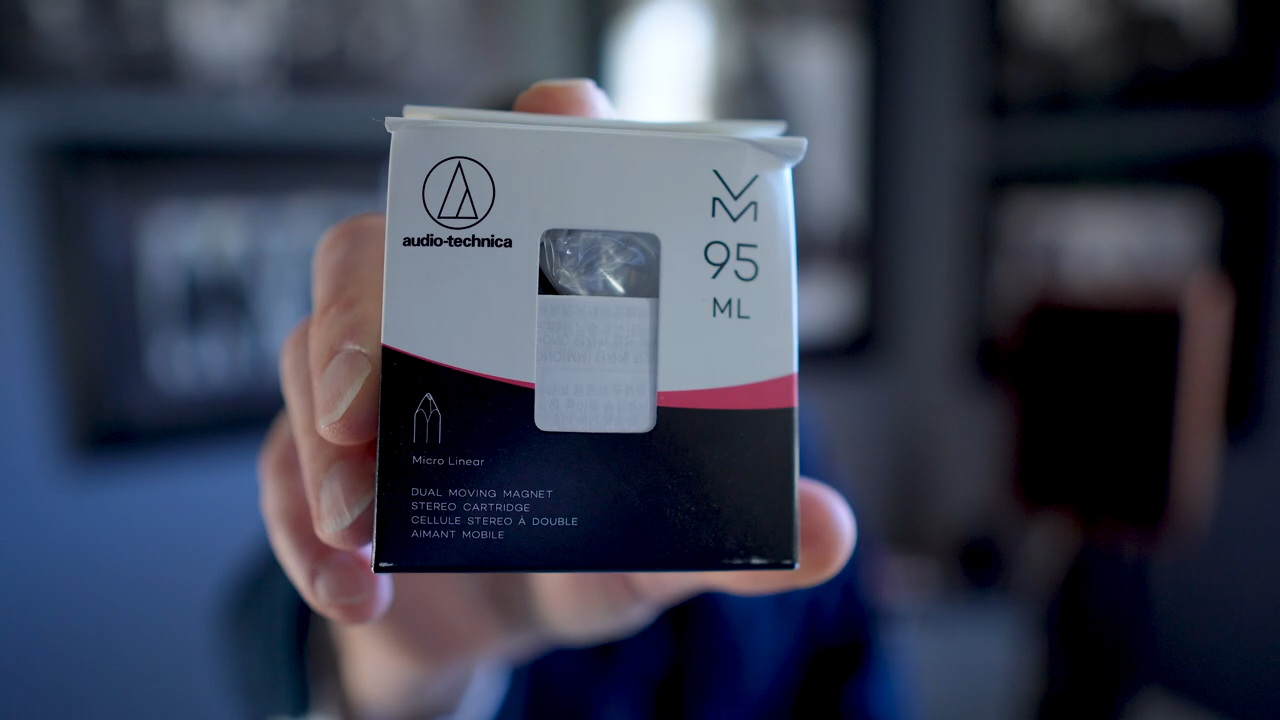 audio-technica
VM
95
ML
Micro Linear
DUAL MOVING MAGNET
STEREO CARTRIDGE
CELLULE STEREO À DOUBLE
AIMANT MOBILE